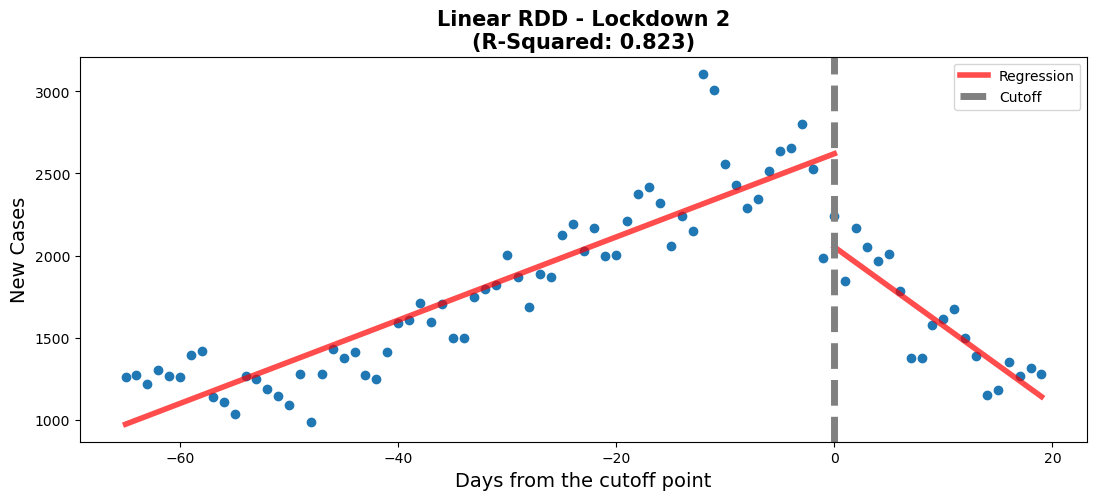 Linear RDD - Lockdown 2
(R-Squared: 0.823)
Regression
Cutoff
New Cases
3000
2500
2000
1500
1000
−60
−40
−20
0
20
Days from the cutoff point